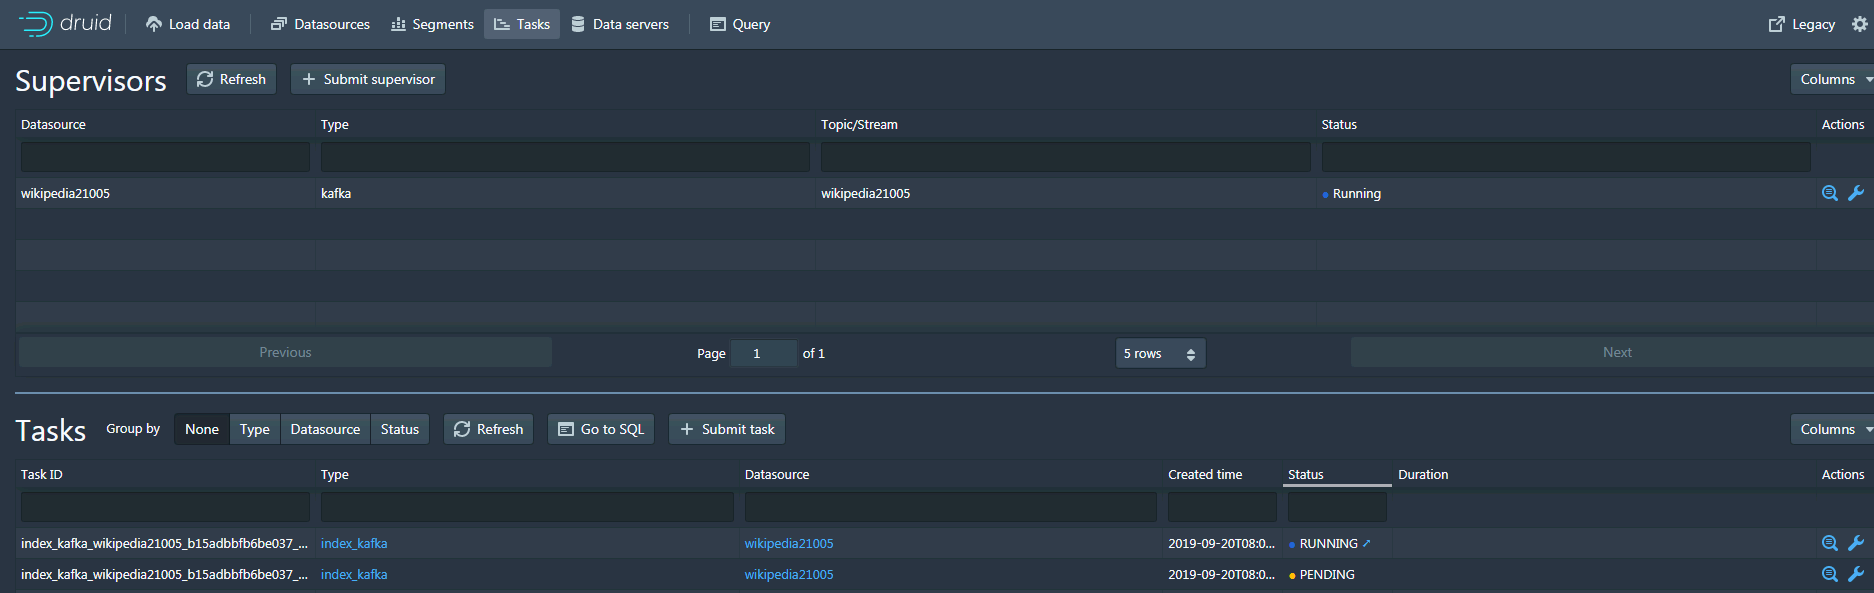 druid Load data Datasources Segments Tasks Data servers Query Legacy
Supervisors Refresh Submit supervisor Columns
Datasource Type Topic/Stream Status Actions
wikipedia21005 kafka wikipedia21005 Running
Previous Page 1 of 1 5 rows Next
Tasks Group by None Type Datasource Status Refresh Go to SQL Submit task Columns
Task ID Type Datasource Created time Status Duration Actions
index_kafka_wikipedia21005_b15adbbfb6be037_... index_kafka wikipedia21005 2019-09-20T08:0... RUNNING
index_kafka_wikipedia21005_b15adbbfb6be037_... index_kafka wikipedia21005 2019-09-20T08:0... PENDING